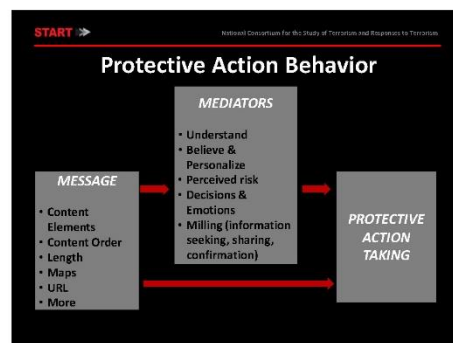 START
National Consortium for the Study of Terrorism and Responses to Terrorism
Protective Action Behavior
MEDIATORS
• Understand
• Believe &
Personalize
• Perceived risk
• Decisions &
Emotions
• Milling (information
seeking, sharing,
confirmation)
MESSAGE
• Content
Elements
• Content Order
• Length
• Maps
• URL
• More
PROTECTIVE
ACTION
TAKING